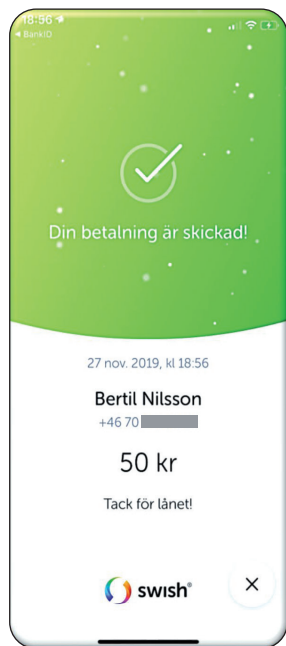 18:56
◀ BankID
Din betalning är skickad!
27 nov. 2019, kl 18:56
Bertil Nilsson
+46 70
50 kr
Tack för lånet!
swish®